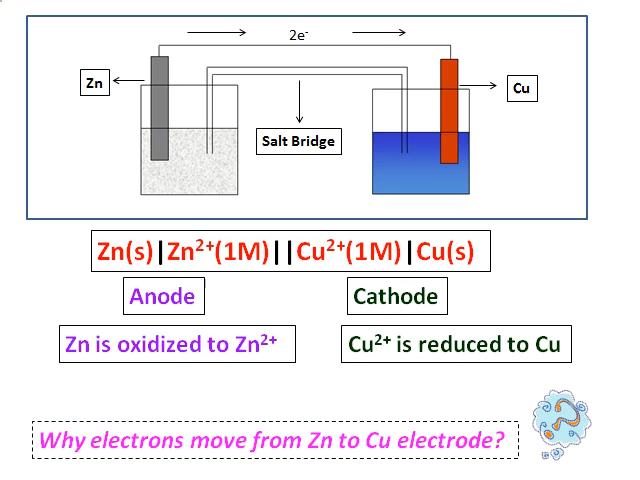 2e⁻
Zn
Cu
Salt Bridge
Zn(s)|Zn²⁺(1M)||Cu²⁺(1M)|Cu(s)
Anode
Cathode
Zn is oxidized to Zn²⁺
Cu²⁺ is reduced to Cu
Why electrons move from Zn to Cu electrode?